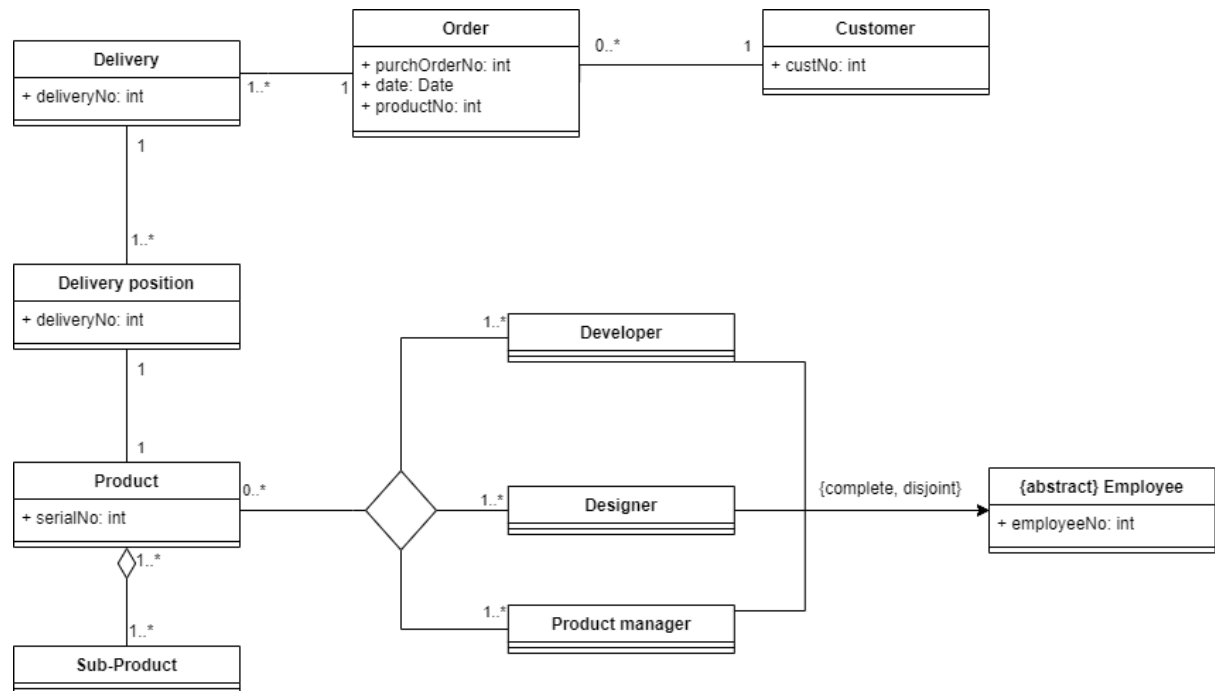 Order
+ purchOrderNo: int
+ date: Date
+ productNo: int
0..*
1
Customer
+ custNo: int
Delivery
+ deliveryNo: int
1..*
1
1
1..*
Delivery position
+ deliveryNo: int
1
1
Product
+ serialNo: int
0..*
1..*
1..*
Sub-Product
1..*
Developer
1..*
Designer
1..*
Product manager
{complete, disjoint}
{abstract} Employee
+ employeeNo: int